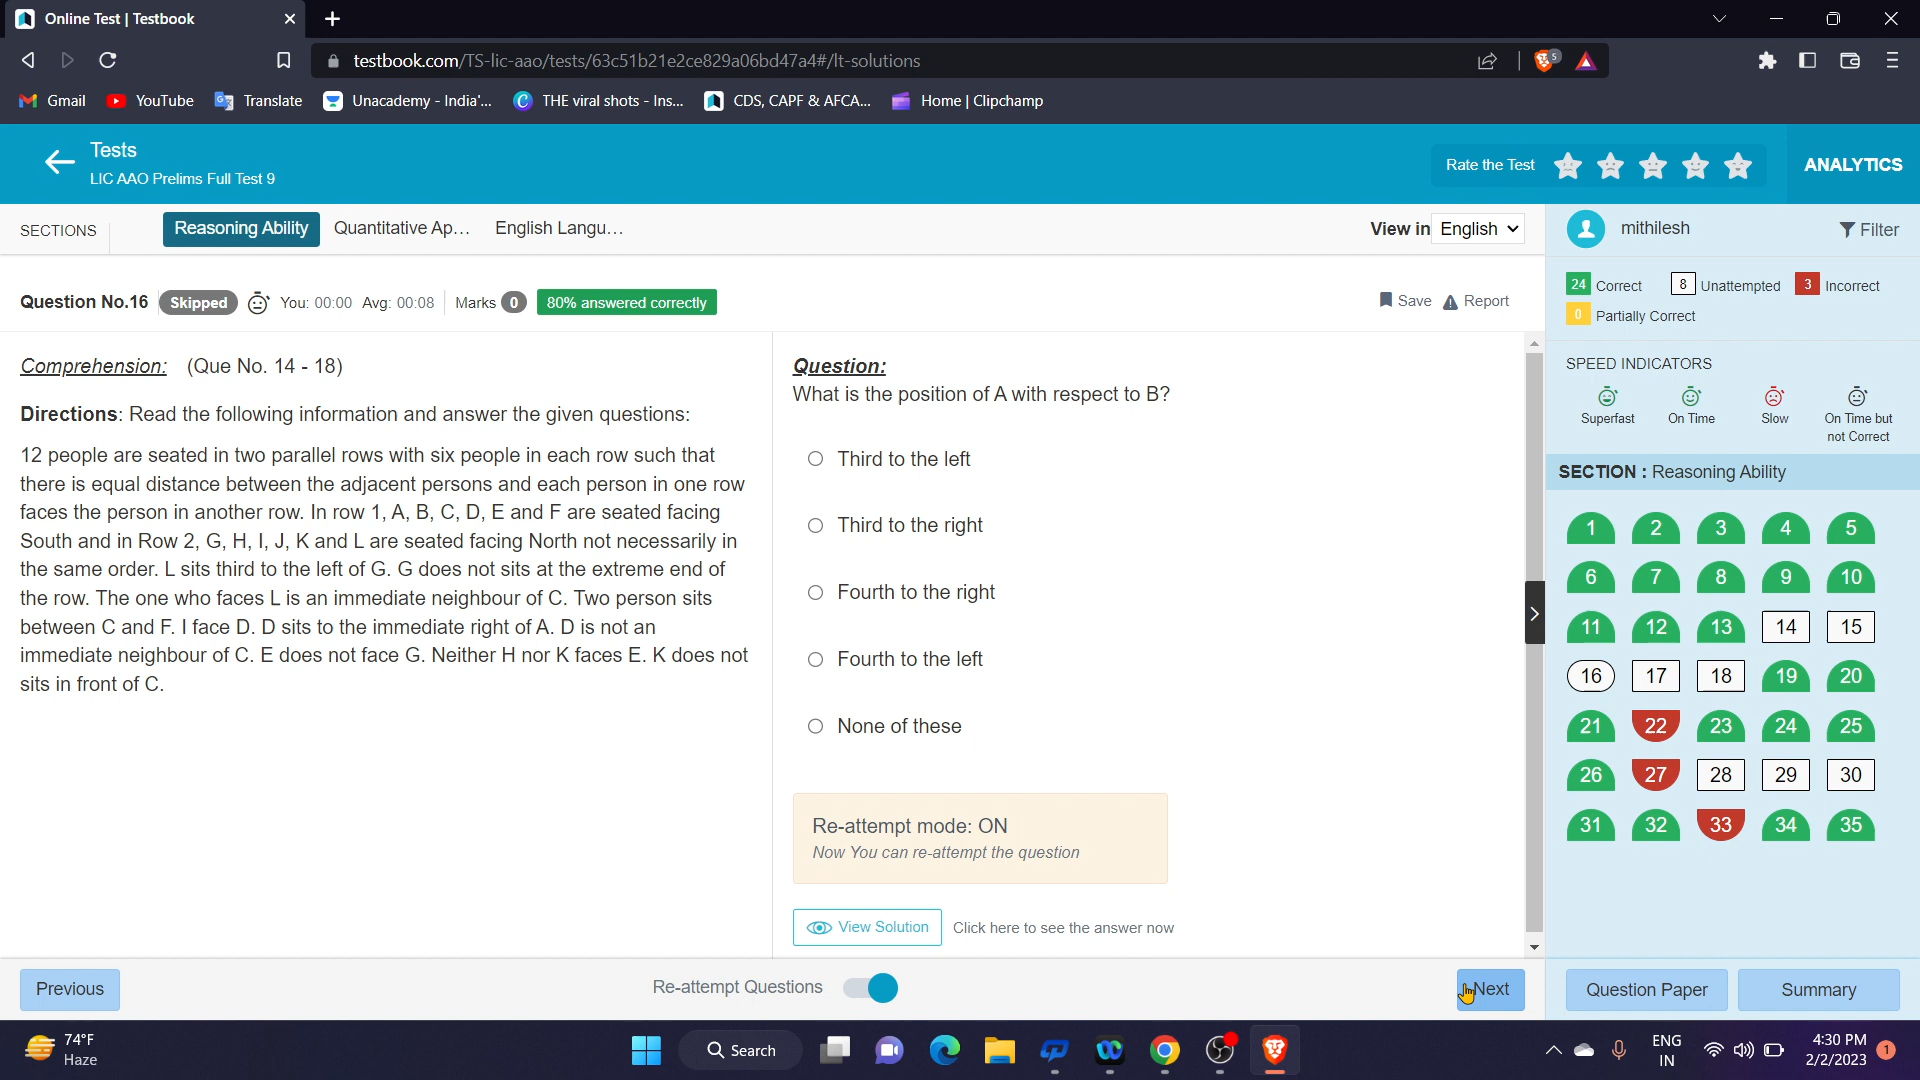 Online Test | Testbook
testbook.com/TS-lic-aao/tests/63c51b21e2ce829a06bd47a4#/lt-solutions
5
Gmail YouTube Translate Unacademy - India'... THE viral shots - Ins... CDS, CAPF & AFCA... Home | Clipchamp
Tests
LIC AAO Prelims Full Test 9
Rate the Test
ANALYTICS
SECTIONS Reasoning Ability Quantitative Ap... English Langu... View in English
mithilesh Filter
Question No.16 Skipped You: 00:00 Avg: 00:08 Marks 0 80% answered correctly Save Report
Comprehension: (Que No. 14 - 18)
Directions: Read the following information and answer the given questions:
12 people are seated in two parallel rows with six people in each row such that
there is equal distance between the adjacent persons and each person in one row
faces the person in another row. In row 1, A, B, C, D, E and F are seated facing
South and in Row 2, G, H, I, J, K and L are seated facing North not necessarily in
the same order. L sits third to the left of G. G does not sits at the extreme end of
the row. The one who faces L is an immediate neighbour of C. Two person sits
between C and F. I face D. D sits to the immediate right of A. D is not an
immediate neighbour of C. E does not face G. Neither H nor K faces E. K does not
sits in front of C.
Question:
What is the position of A with respect to B?
Third to the left
Third to the right
Fourth to the right
Fourth to the left
None of these
Re-attempt mode: ON
Now You can re-attempt the question
View Solution Click here to see the answer now
24 Correct 8 Unattempted 3 Incorrect
0 Partially Correct
SPEED INDICATORS
Superfast On Time Slow On Time but
not Correct
SECTION : Reasoning Ability
1 2 3 4 5
6 7 8 9 10
11 12 13 14 15
16 17 18 19 20
21 22 23 24 25
26 27 28 29 30
31 32 33 34 35
Previous Re-attempt Questions Next Question Paper Summary
74°F
Haze
Search
ENG
IN
4:30 PM
2/2/2023
1